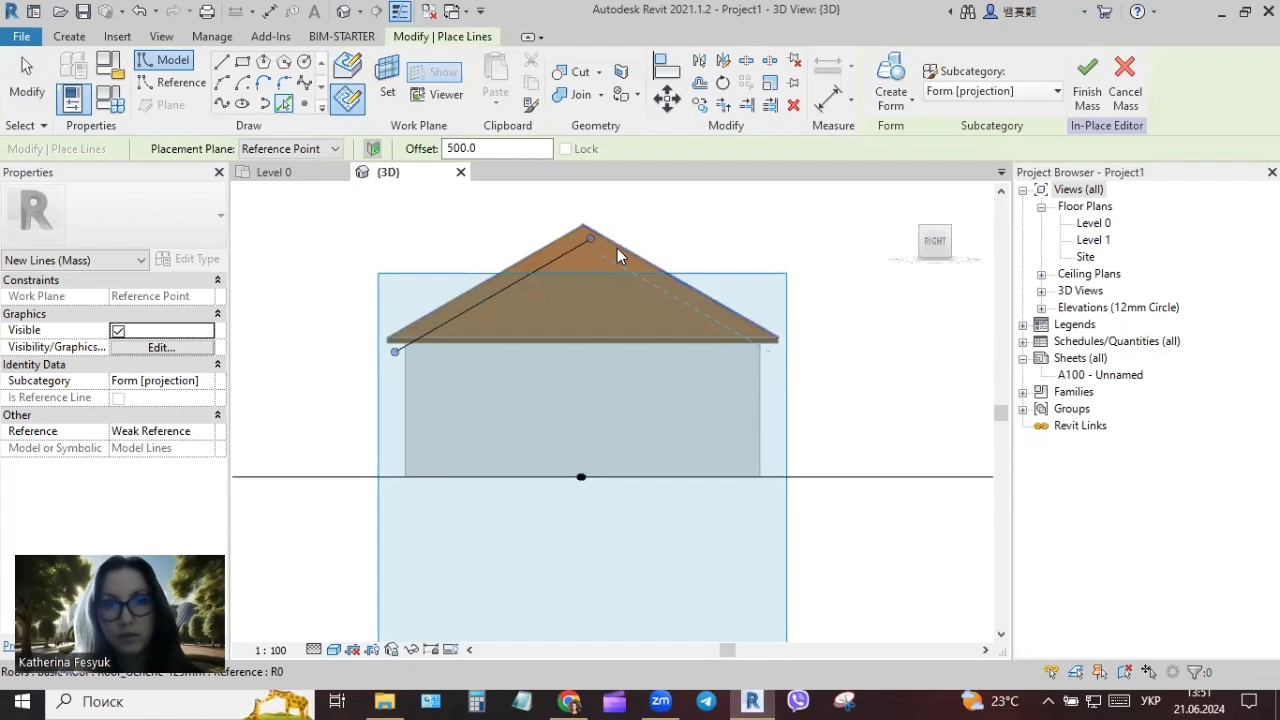 Autodesk Revit 2021.1.2 - Project1 - 3D View: {3D}
File Create Insert View Manage Add-Ins BIM-STARTER Modify | Place Lines
Modify
Select
Properties
Model
Reference
Plane
Draw
Set
Show
Viewer
Work Plane
Paste
Clipboard
Cut
Join
Geometry
Modify
Measure
Create
Form
Form
Subcategory:
Form [projection]
Subcategory
Finish
Mass
Cancel
Mass
In-Place Editor
Modify | Place Lines Placement Plane: Reference Point Offset: 500.0 Lock
Properties
Level 0
{3D}
Project Browser - Project1
New Lines (Mass) Edit Type
Constraints
Work Plane Reference Point
Graphics
Visible
Visibility/Graphics... Edit...
Identity Data
Subcategory Form [projection]
Is Reference Line
Other
Reference Weak Reference
Model or Symbolic Model Lines
RIGHT
Views (all)
Floor Plans
Level 0
Level 1
Site
Ceiling Plans
3D Views
Elevations (12mm Circle)
Legends
Schedules/Quantities (all)
Sheets (all)
A100 - Unnamed
Families
Groups
Revit Links
Katherina Fesyuk
1 : 100
Reference : R0
:0
Поиск
23°C
УКР
13:51
21.06.2024